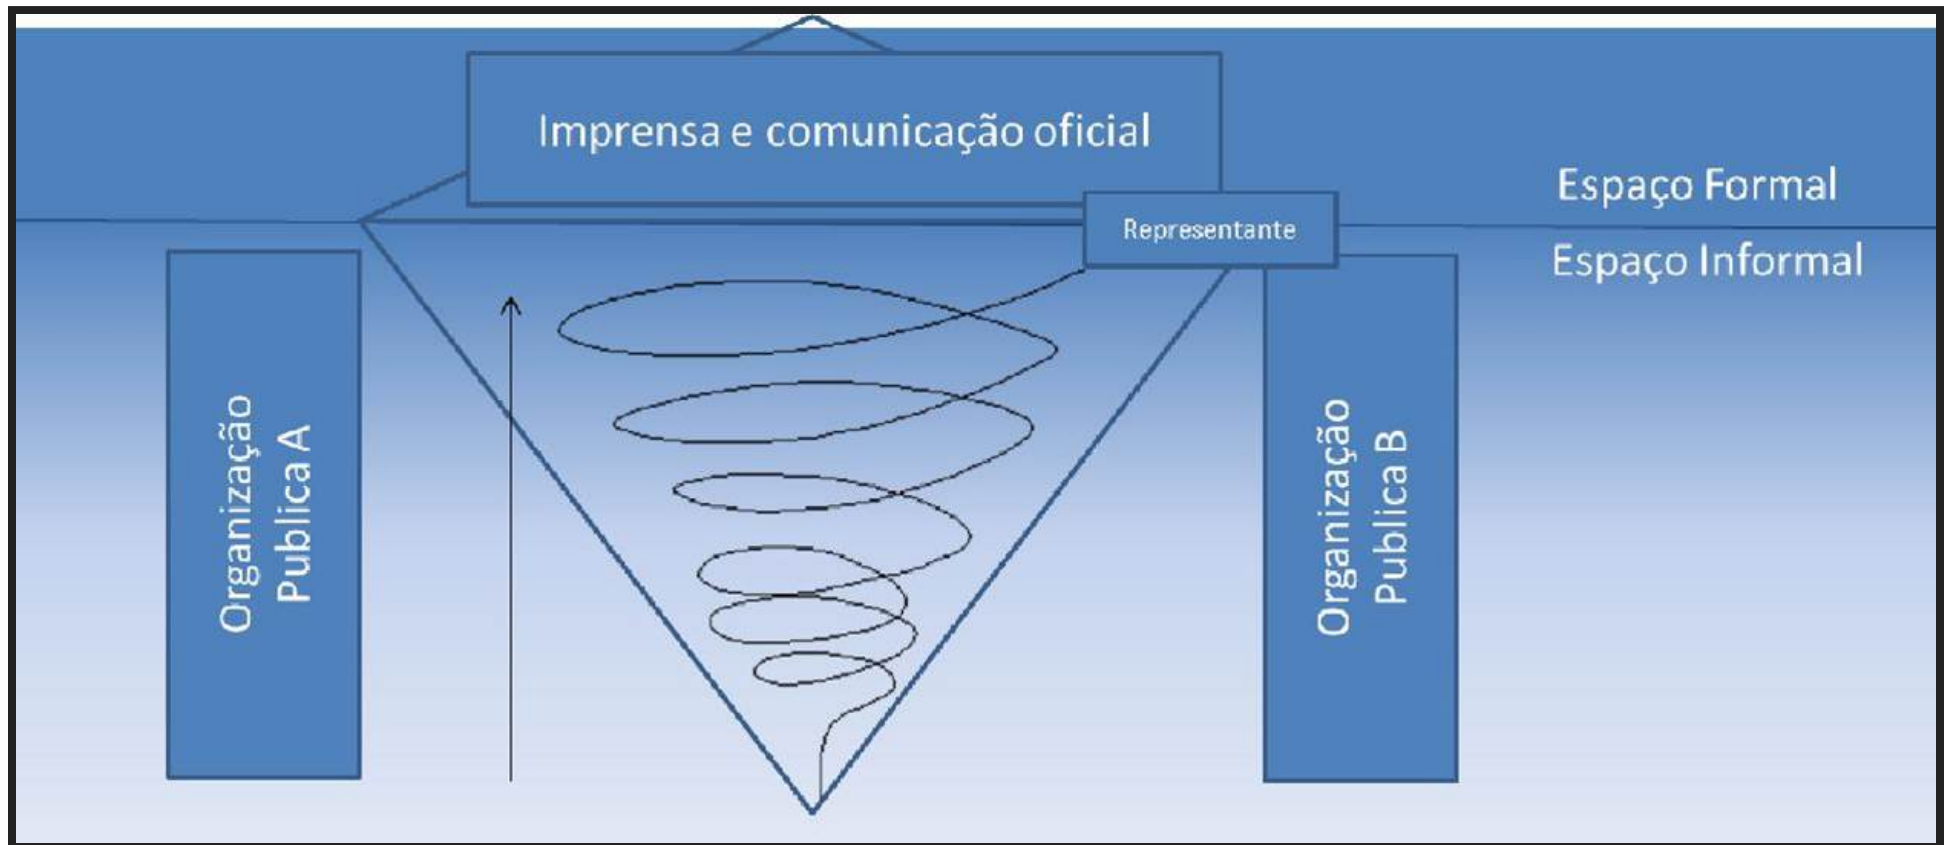 Imprensa e comunicação oficial
Espaço Formal
Representante
Espaço Informal
Organização
Publica A
Organização
Publica B